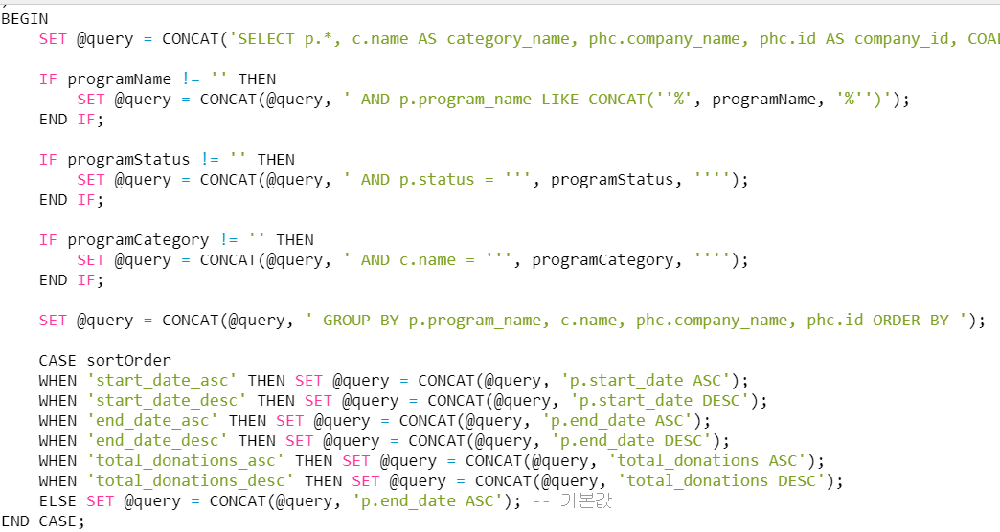 BEGIN
SET @query = CONCAT('SELECT p.*, c.name AS category_name, phc.company_name, phc.id AS company_id,
IF programName != '' THEN
SET @query = CONCAT(@query, ' AND p.program_name LIKE CONCAT(''%', programName, '%'')');
END IF;
IF programStatus != '' THEN
SET @query = CONCAT(@query, ' AND p.status = ''', programStatus, '''');
END IF;
IF programCategory != '' THEN
SET @query = CONCAT(@query, ' AND c.name = ''', programCategory, '''');
END IF;
SET @query = CONCAT(@query, ' GROUP BY p.program_name, c.name, phc.company_name, phc.id ORDER BY ');
CASE sortOrder
WHEN 'start_date_asc' THEN SET @query = CONCAT(@query, 'p.start_date ASC');
WHEN 'start_date_desc' THEN SET @query = CONCAT(@query, 'p.start_date DESC');
WHEN 'end_date_asc' THEN SET @query = CONCAT(@query, 'p.end_date ASC');
WHEN 'end_date_desc' THEN SET @query = CONCAT(@query, 'p.end_date DESC');
WHEN 'total_donations_asc' THEN SET @query = CONCAT(@query, 'total_donations ASC');
WHEN 'total_donations_desc' THEN SET @query = CONCAT(@query, 'total_donations DESC');
ELSE SET @query = CONCAT(@query, 'p.end_date ASC'); -- 기본값
END CASE;